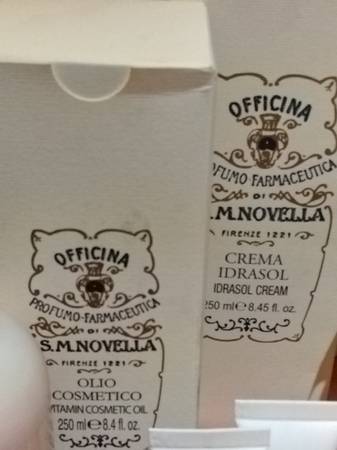 OFFICINA
PROFUMO-FARMACEUTICA
DI
S.M.NOVELLA
FIRENZE 1221
OLIO
COSMETICO
VITAMIN COSMETIC OIL
250 ml ℮ 8.4 fl. oz.
OFFICINA
PROFUMO-FARMACEUTICA
DI
S.M.NOVELLA
FIRENZE 1221
CREMA
IDRASOL
IDRASOL CREAM
250 ml ℮ 8.45 fl. oz.